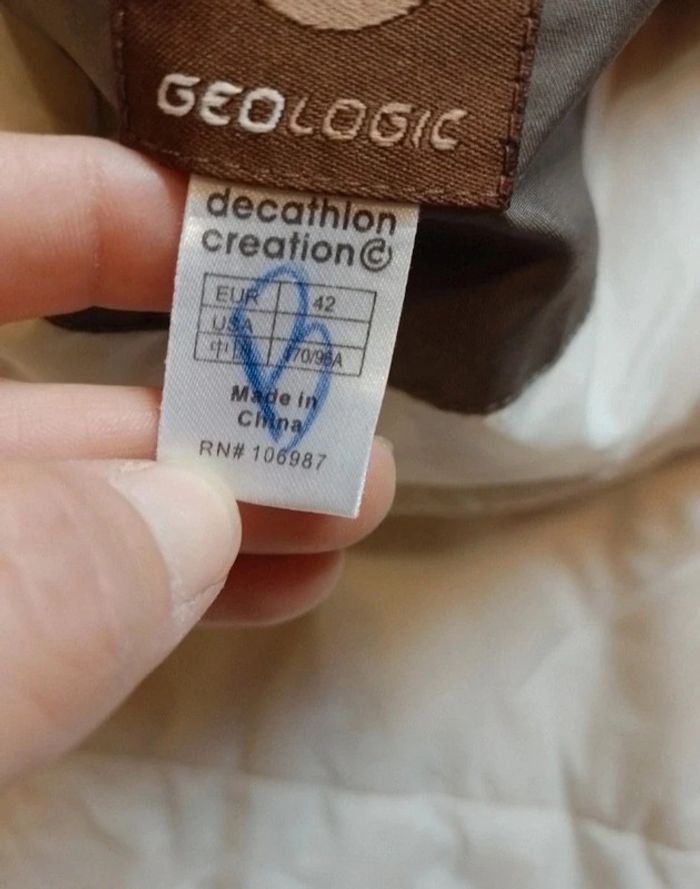 GEOLOGIC
decathlon
creation©
EUR 42
USA
中国 170/96A
Made in
China
RN# 106987